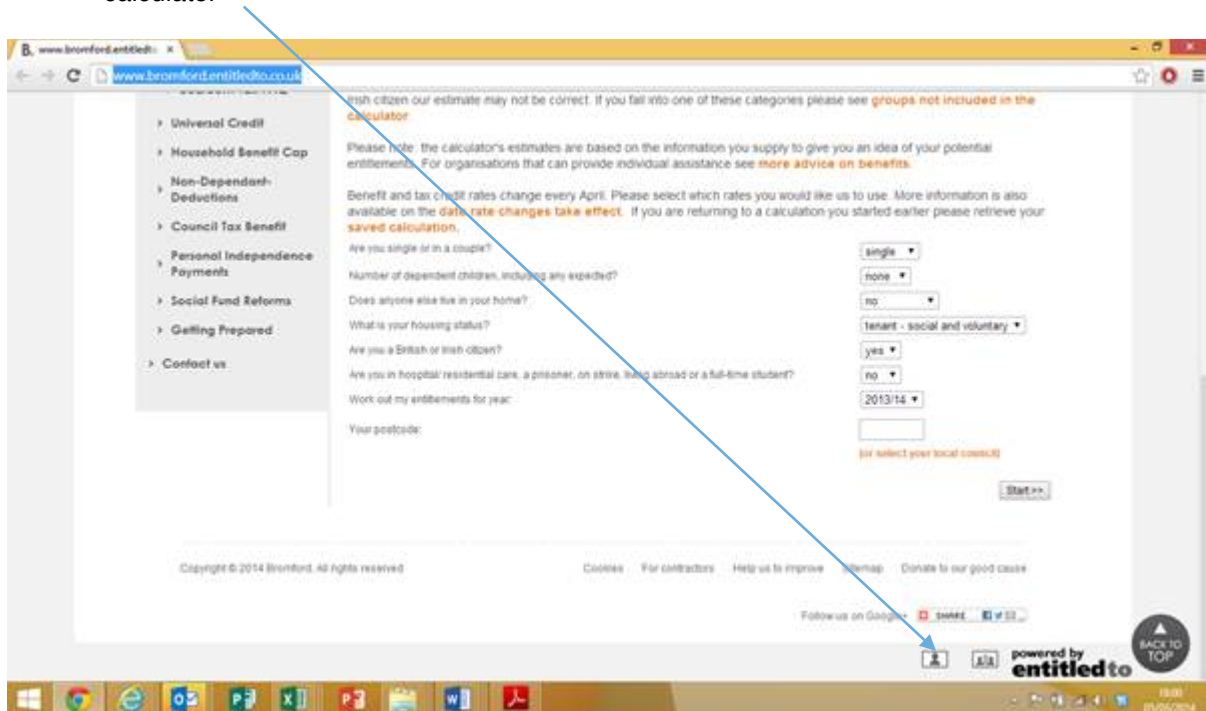 calculator
B. www.bromford.entitledto
www.bromford.entitledto.co.uk
› Universal Credit
› Household Benefit Cap
› Non-Dependant-
Deductions
› Council Tax Benefit
› Personal Independence
Payments
› Social Fund Reforms
› Getting Prepared
› Contact us
Irish citizen our estimate may not be correct. If you fall into one of these categories please see groups not included in the
calculator
Please note: the calculator's estimates are based on the information you supply to give you an idea of your potential
entitlements. For organisations that can provide individual assistance see more advice on benefits.
Benefit and tax credit rates change every April. Please select which rates you would like us to use. More information is also
available on the date rate changes take effect. If you are returning to a calculation you started earlier please retrieve your
saved calculation.
Are you single or in a couple? single
Number of dependent children, including any expected? none
Does anyone else live in your home? no
What is your housing status? tenant - social and voluntary
Are you a British or Irish citizen? yes
Are you in hospital/ residential care, a prisoner, on strike, living abroad or a full-time student? no
Work out my entitlements for year: 2013/14
Your postcode:
(or select your local council)
Start >>
Copyright © 2014 Bromford. All rights reserved Cookies For contractors Help us to improve Sitemap Donate to our good cause
Follow us on Google+ SHARE
powered by
entitledto
BACK TO
TOP